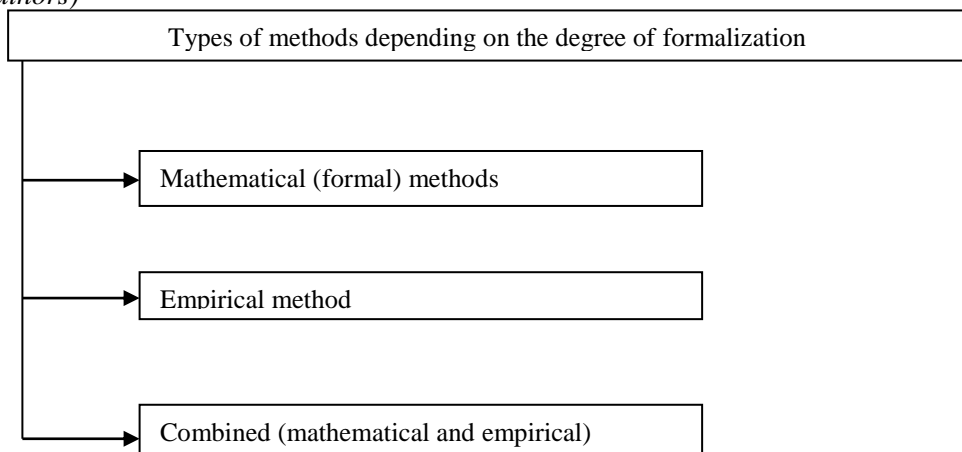 Types of methods depending on the degree of formalization
Mathematical (formal) methods
Empirical method
Combined (mathematical and empirical)